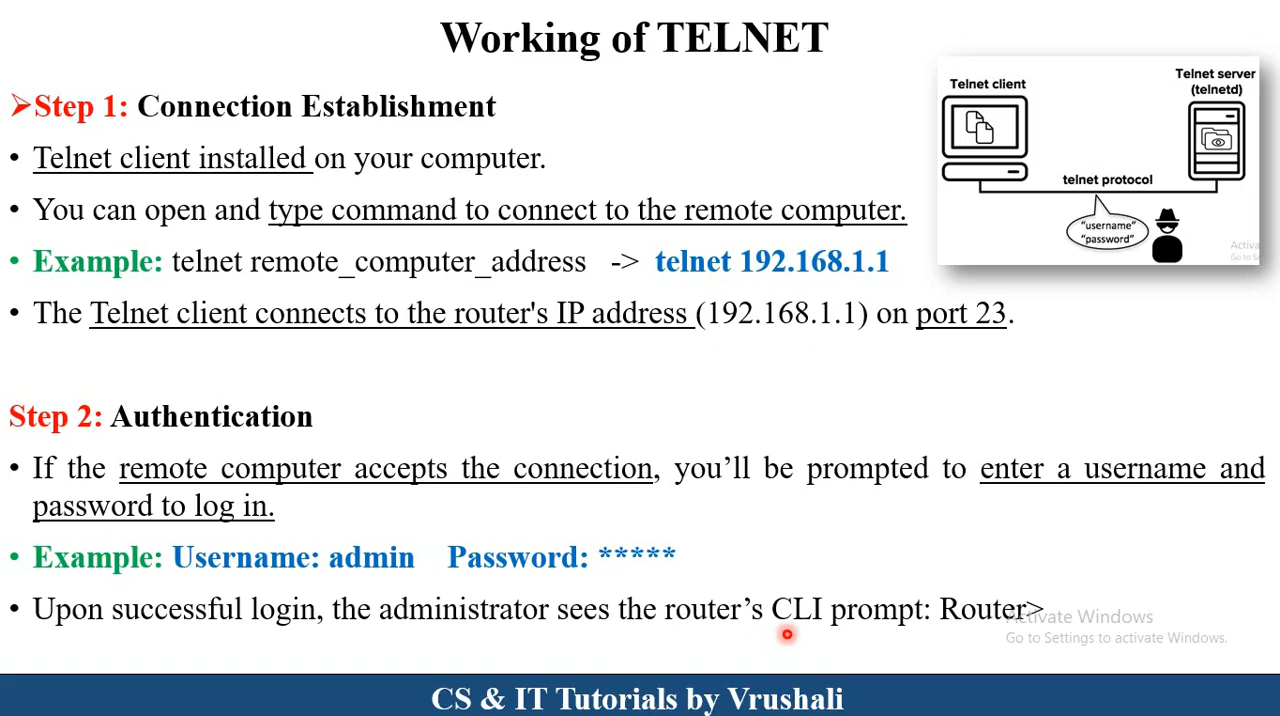 Working of TELNET
Telnet client
Telnet server
(telnetd)
telnet protocol
"username"
"password"
Step 1: Connection Establishment
• Telnet client installed on your computer.
• You can open and type command to connect to the remote computer.
• Example: telnet remote_computer_address -> telnet 192.168.1.1
• The Telnet client connects to the router's IP address (192.168.1.1) on port 23.
Step 2: Authentication
• If the remote computer accepts the connection, you’ll be prompted to enter a username and
password to log in.
• Example: Username: admin Password: *****
• Upon successful login, the administrator sees the router’s CLI prompt: Router>
Activate Windows
Go to Settings to activate Windows.
CS & IT Tutorials by Vrushali